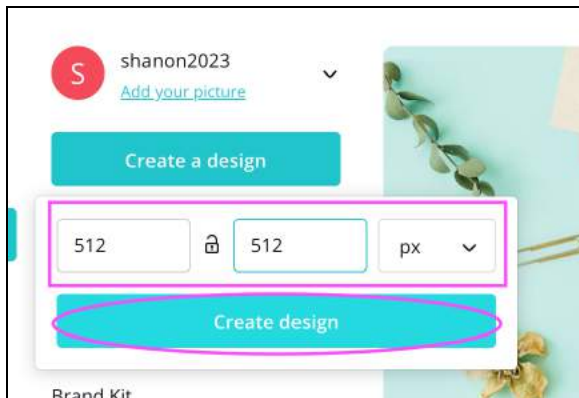 S
shanon2023
Add your picture
Create a design
512 512 px
Create design
Brand Kit